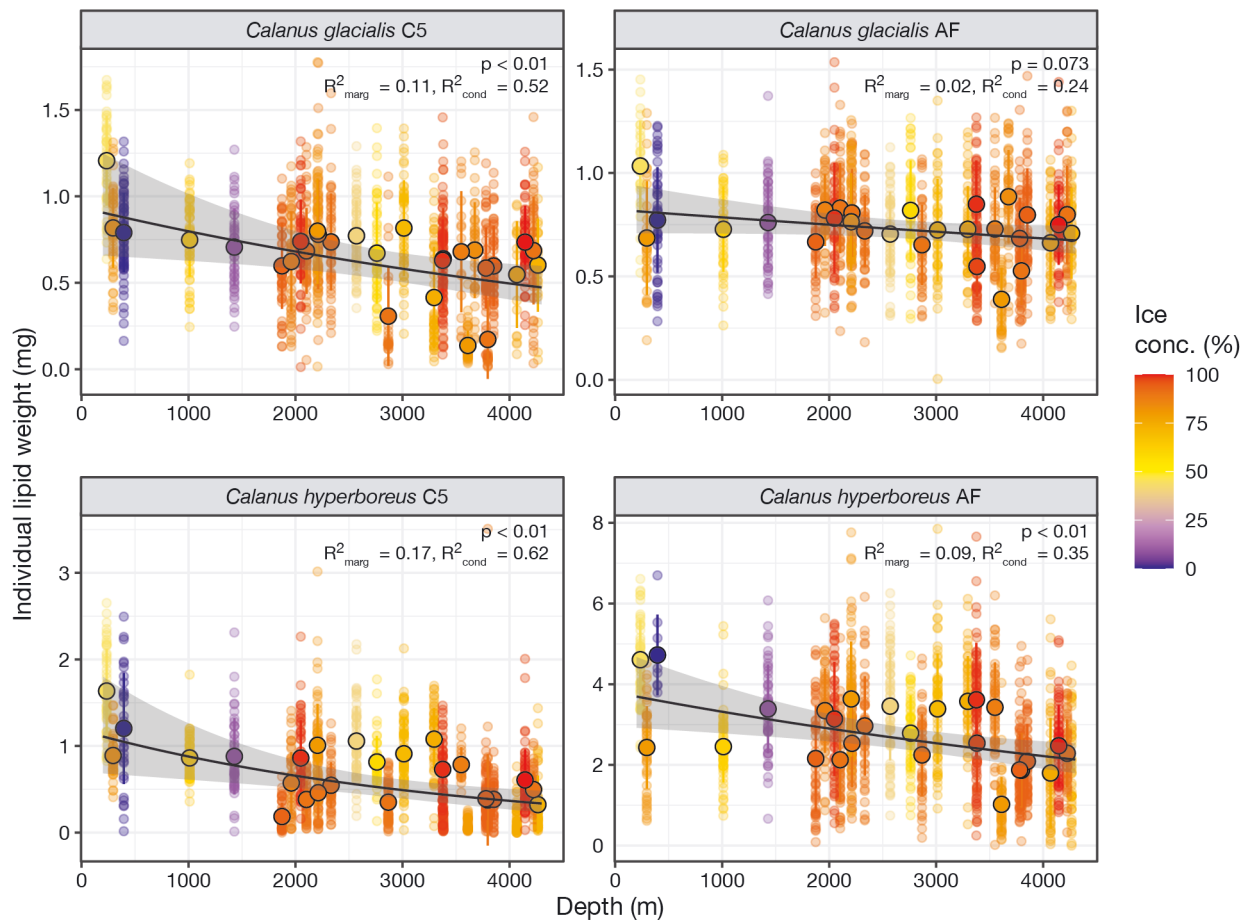 Calanus glacialis C5
Calanus glacialis AF
p < 0.01
R²marg = 0.11, R²cond = 0.52
p = 0.073
R²marg = 0.02, R²cond = 0.24
1.5
1.0
0.5
0.0
1.5
1.0
0.5
0.0
0 1000 2000 3000 4000
0 1000 2000 3000 4000
Calanus hyperboreus C5
Calanus hyperboreus AF
p < 0.01
R²marg = 0.17, R²cond = 0.62
p < 0.01
R²marg = 0.09, R²cond = 0.35
3
2
1
0
8
6
4
2
0
0 1000 2000 3000 4000
0 1000 2000 3000 4000
Individual lipid weight (mg)
Depth (m)
Ice
conc. (%)
100
75
50
25
0